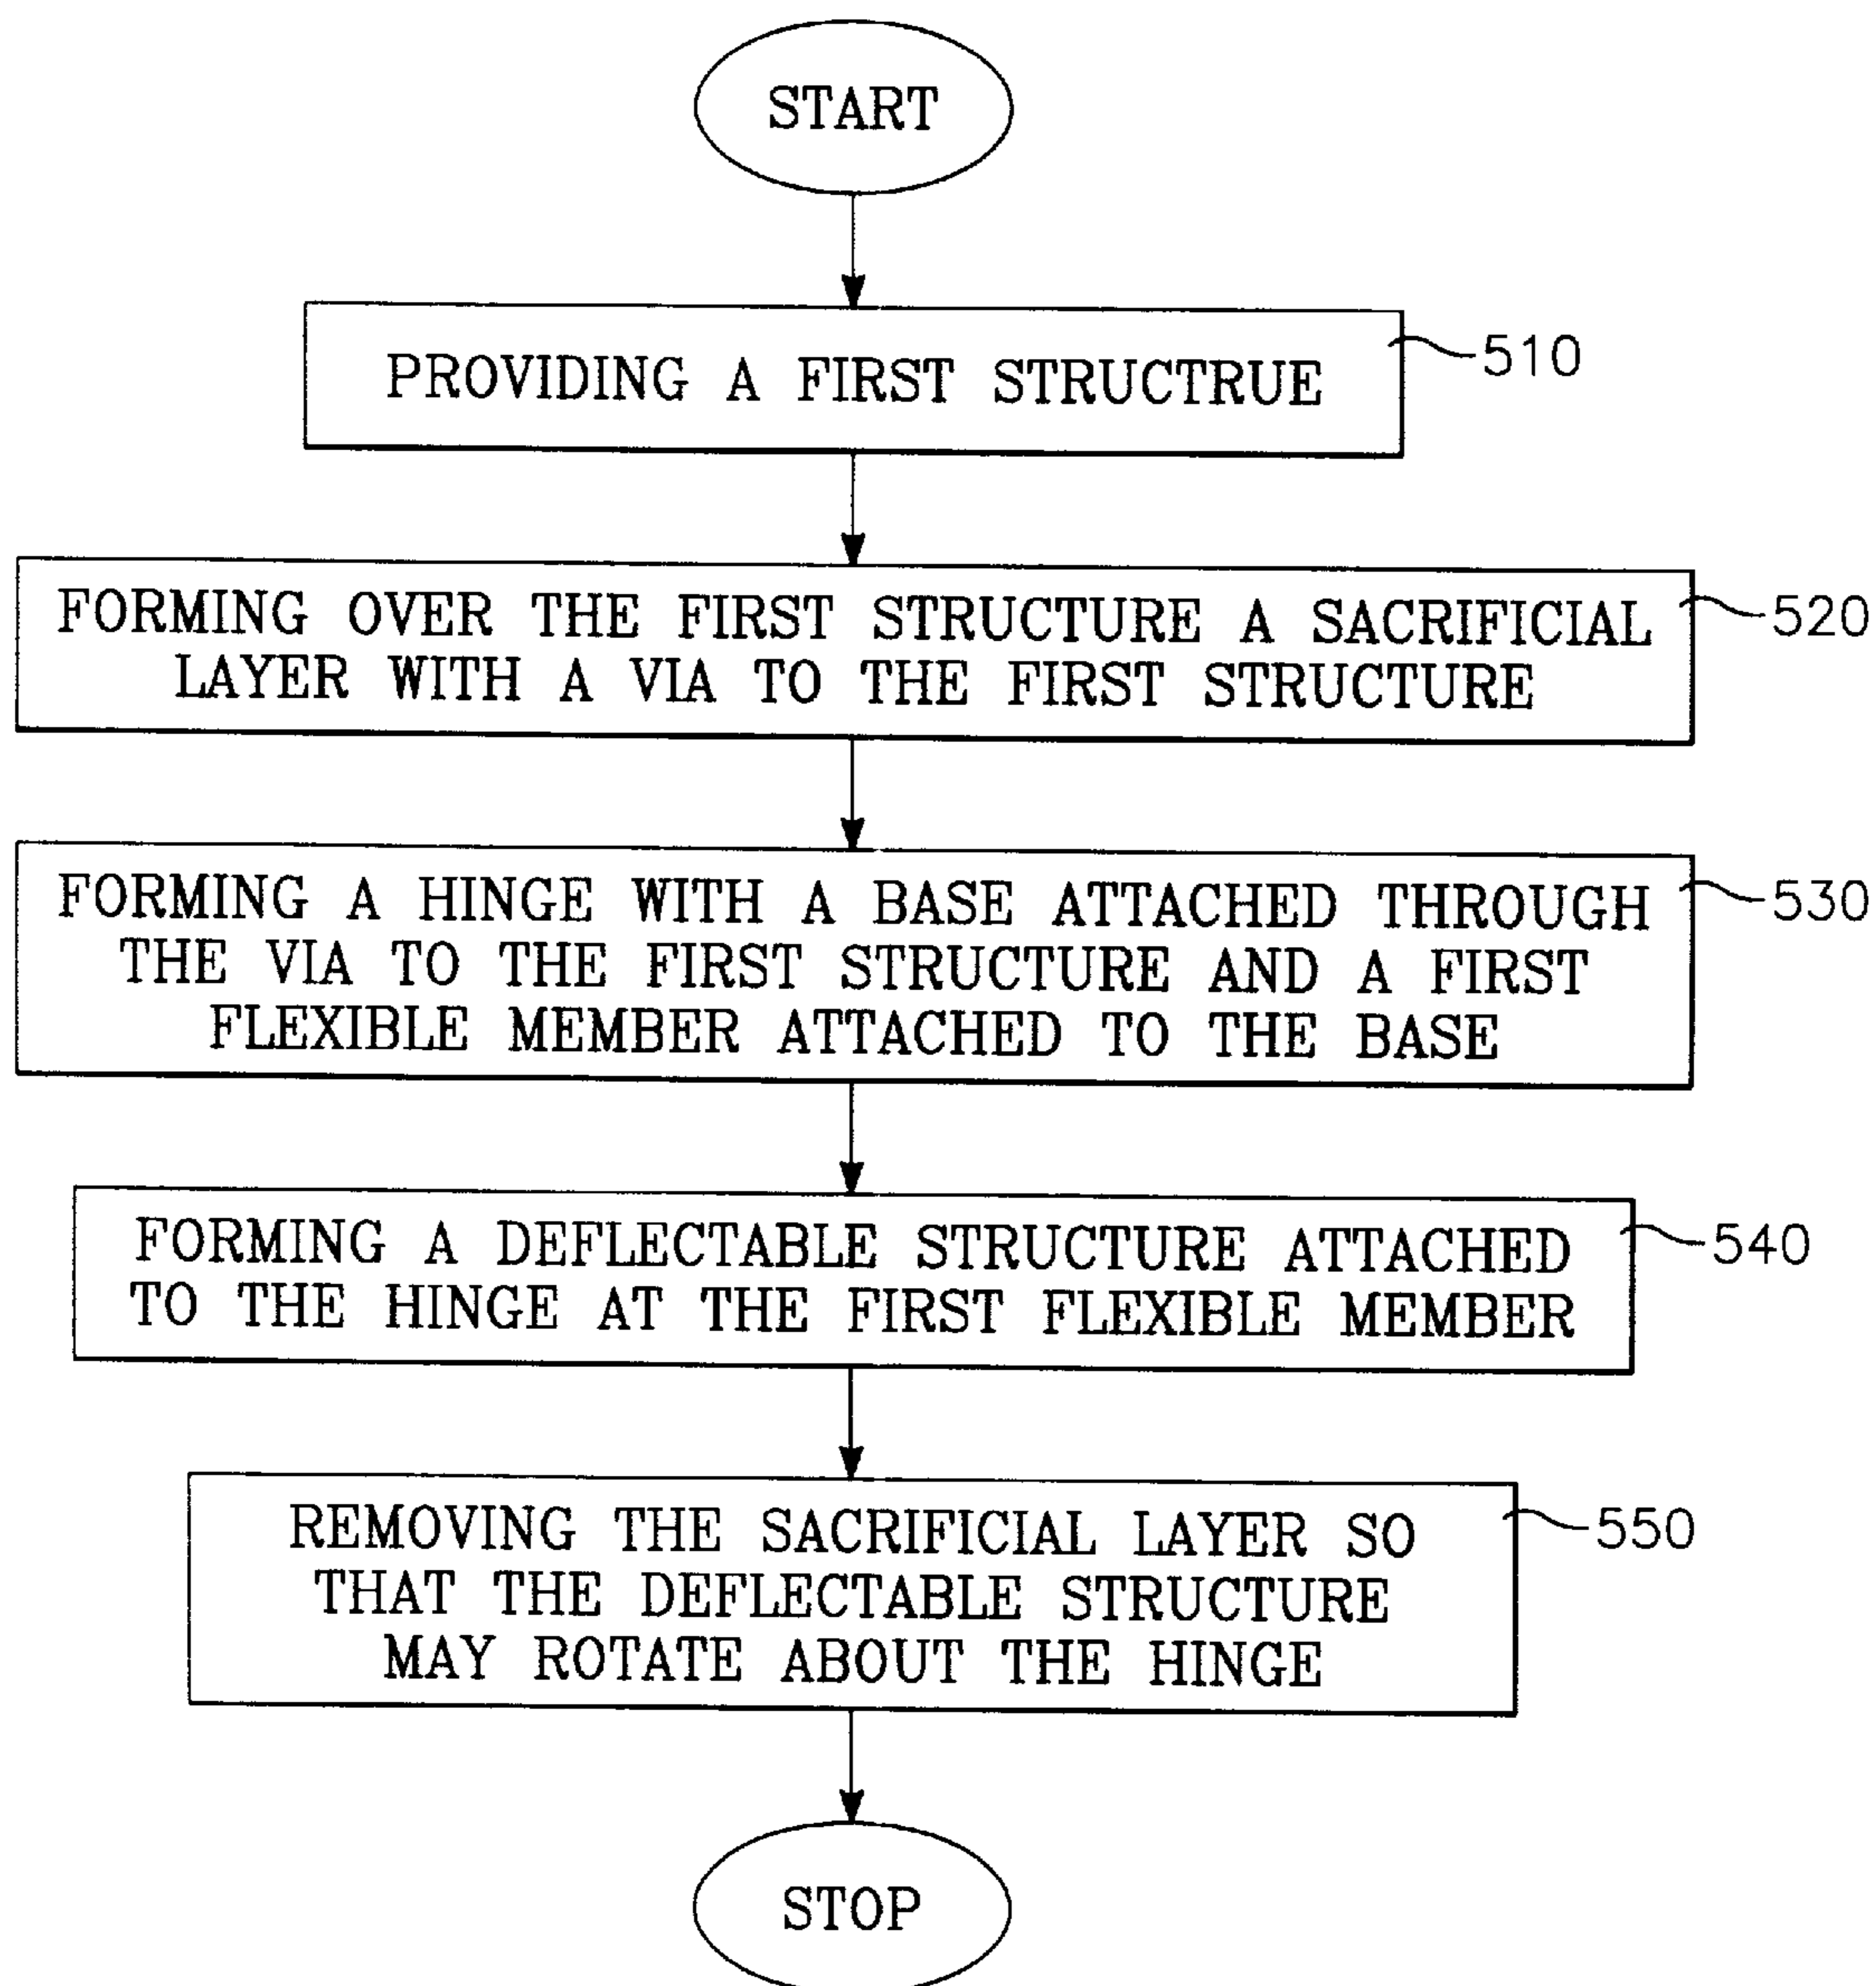 START
PROVIDING A FIRST STRUCTRUE
510
FORMING OVER THE FIRST STRUCTURE A SACRIFICIAL
LAYER WITH A VIA TO THE FIRST STRUCTURE
520
FORMING A HINGE WITH A BASE ATTACHED THROUGH
THE VIA TO THE FIRST STRUCTURE AND A FIRST
FLEXIBLE MEMBER ATTACHED TO THE BASE
530
FORMING A DEFLECTABLE STRUCTURE ATTACHED
TO THE HINGE AT THE FIRST FLEXIBLE MEMBER
540
REMOVING THE SACRIFICIAL LAYER SO
THAT THE DEFLECTABLE STRUCTURE
MAY ROTATE ABOUT THE HINGE
550
STOP